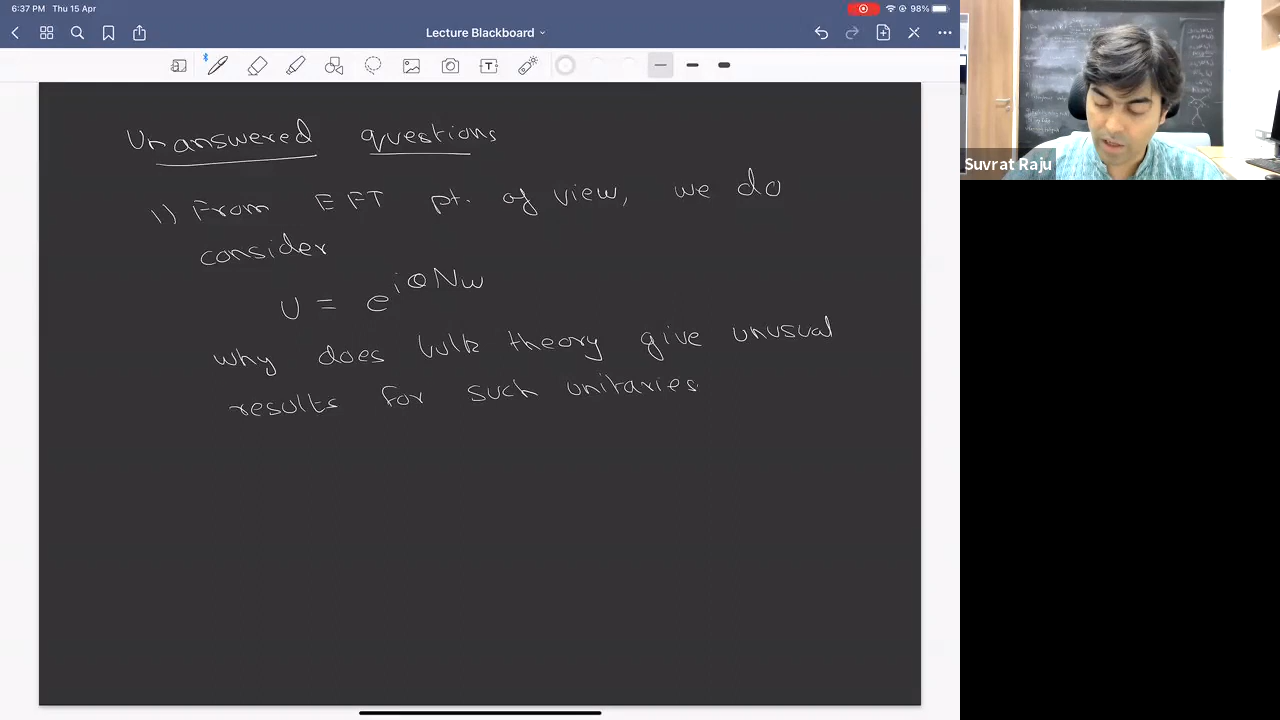 6:37 PM Thu 15 Apr
98%
Lecture Blackboard
T
Suvrat Raju
Unanswered questions
1) From EFT pt. of view, we do
consider
U = e^{iθN_ω}
why does bulk theory give unusual
results for such unitaries